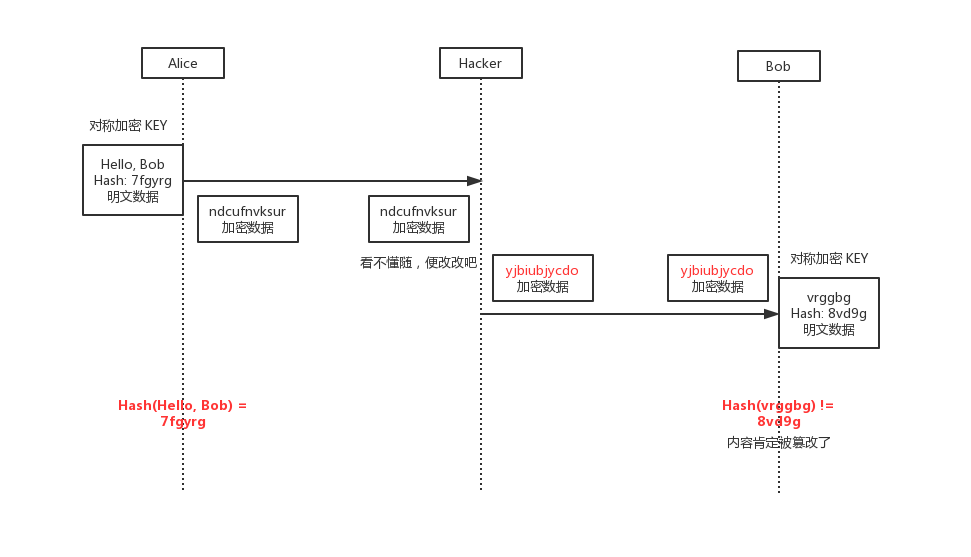 Alice
Hacker
Bob
对称加密 KEY
Hello, Bob
Hash: 7fgyrg
明文数据
ndcufnvksur
加密数据
ndcufnvksur
加密数据
看不懂随，便改改吧
yjbiubjycdo
加密数据
yjbiubjycdo
加密数据
对称加密 KEY
vrggbg
Hash: 8vd9g
明文数据
Hash(Hello, Bob) =
7fgyrg
Hash(vrggbg) !=
8vd9g
内容肯定被篡改了